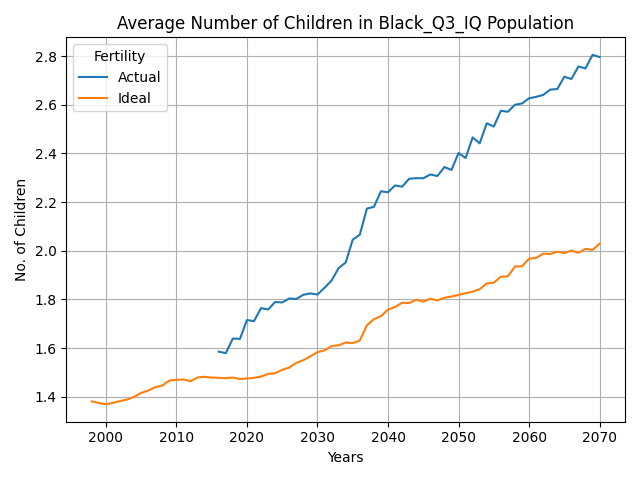 Average Number of Children in Black_Q3_IQ Population
Fertility
Actual
Ideal
No. of Children
2.8
2.6
2.4
2.2
2.0
1.8
1.6
1.4
2000 2010 2020 2030 2040 2050 2060 2070
Years